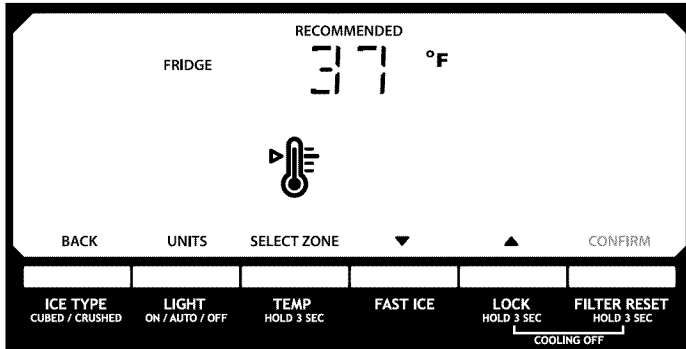 RECOMMENDED
FRIDGE 37 °F
BACK UNITS SELECT ZONE ▼ ▲ CONFIRM
ICE TYPE LIGHT TEMP FAST ICE LOCK FILTER RESET
CUBED / CRUSHED ON / AUTO / OFF HOLD 3 SEC HOLD 3 SEC HOLD 3 SEC
COOLING OFF